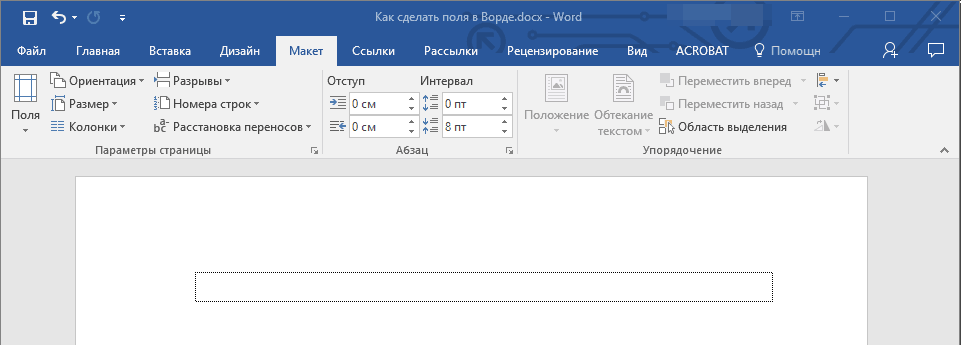 Как сделать поля в Ворде.docx - Word
Файл Главная Вставка Дизайн Макет Ссылки Рассылки Рецензирование Вид ACROBAT Помощн
Поля
Ориентация
Размер
Колонки
Разрывы
Номера строк
bc Расстановка переносов
Параметры страницы
Отступ Интервал
0 см 0 пт
0 см 8 пт
Абзац
Положение
Обтекание
текстом
Переместить вперед
Переместить назад
Область выделения
Упорядочение